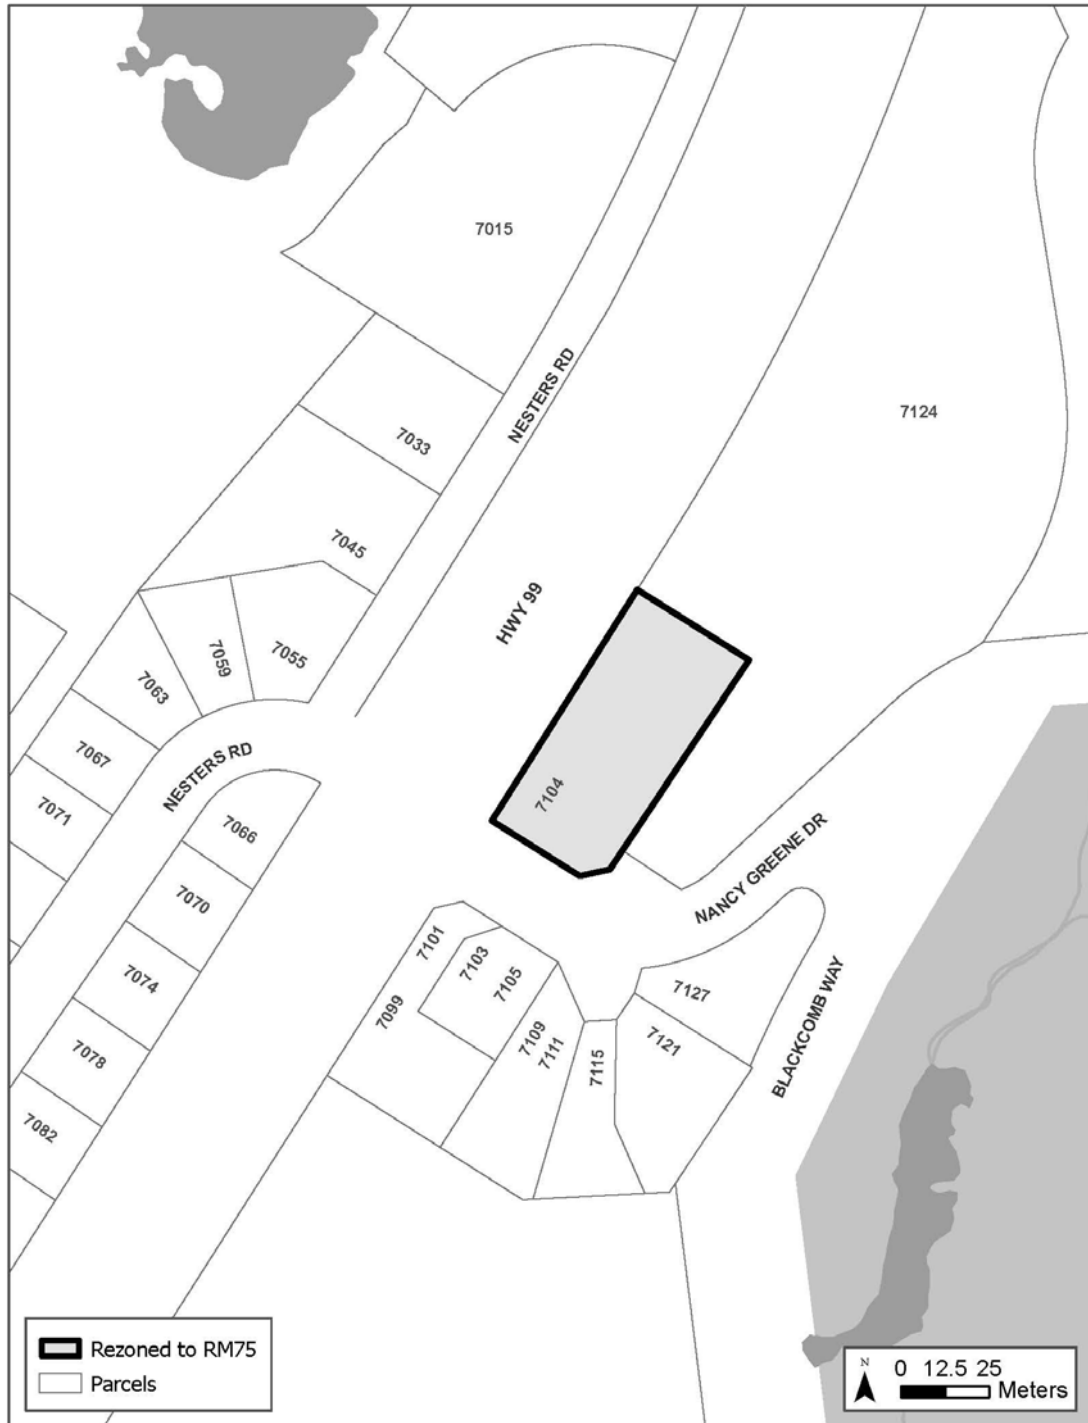 7015
NESTERS RD
7033
7124
7045
HWY 99
7055
7059
7063
7067
7071
NESTERS RD
7104
7066
7070
7074
7078
7082
NANCY GREENE DR
7101
7103
7105
7099
7109
7111
7115
7127
7121
BLACKCOMB WAY
Rezoned to RM75
Parcels
N
0 12.5 25
Meters